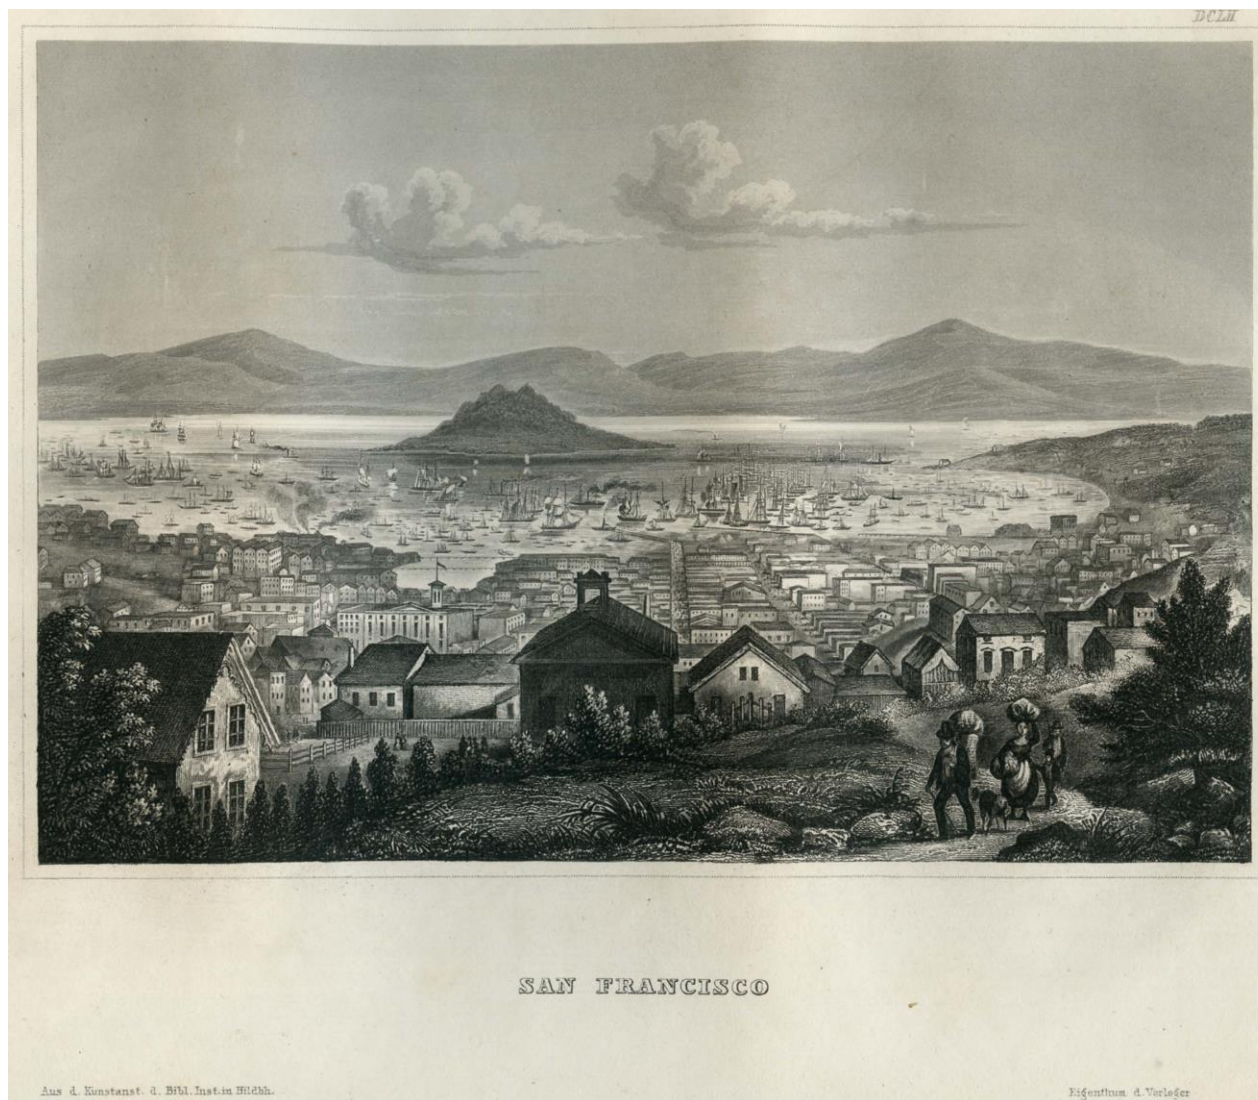 DCLII
SAN FRANCISCO
Aus d. Kunstanst. d. Bibl. Inst. in Hildbh.
Eigenthum d. Verleger